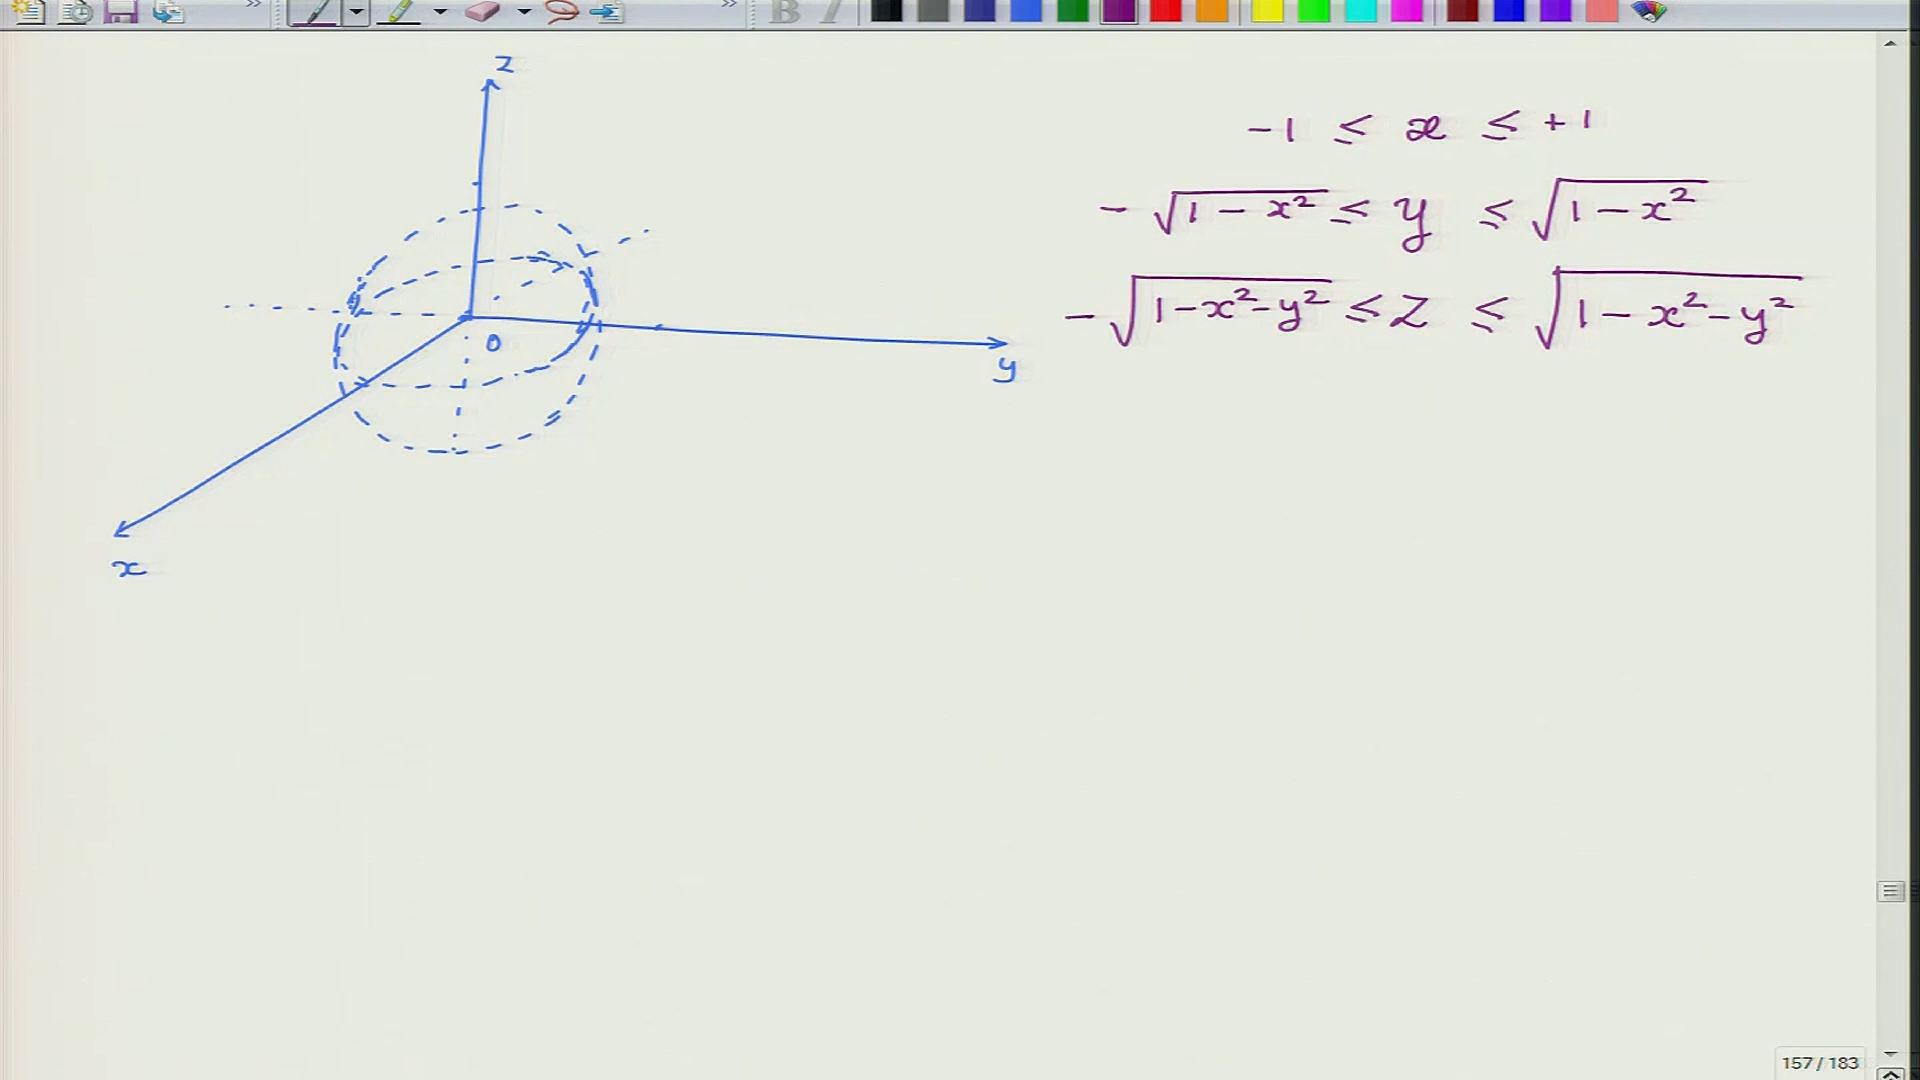 B I
z
-1 ≤ x ≤ +1
-√(1-x²) ≤ y ≤ √(1-x²)
-√(1-x²-y²) ≤ z ≤ √(1-x²-y²)
0
y
x
157 / 183